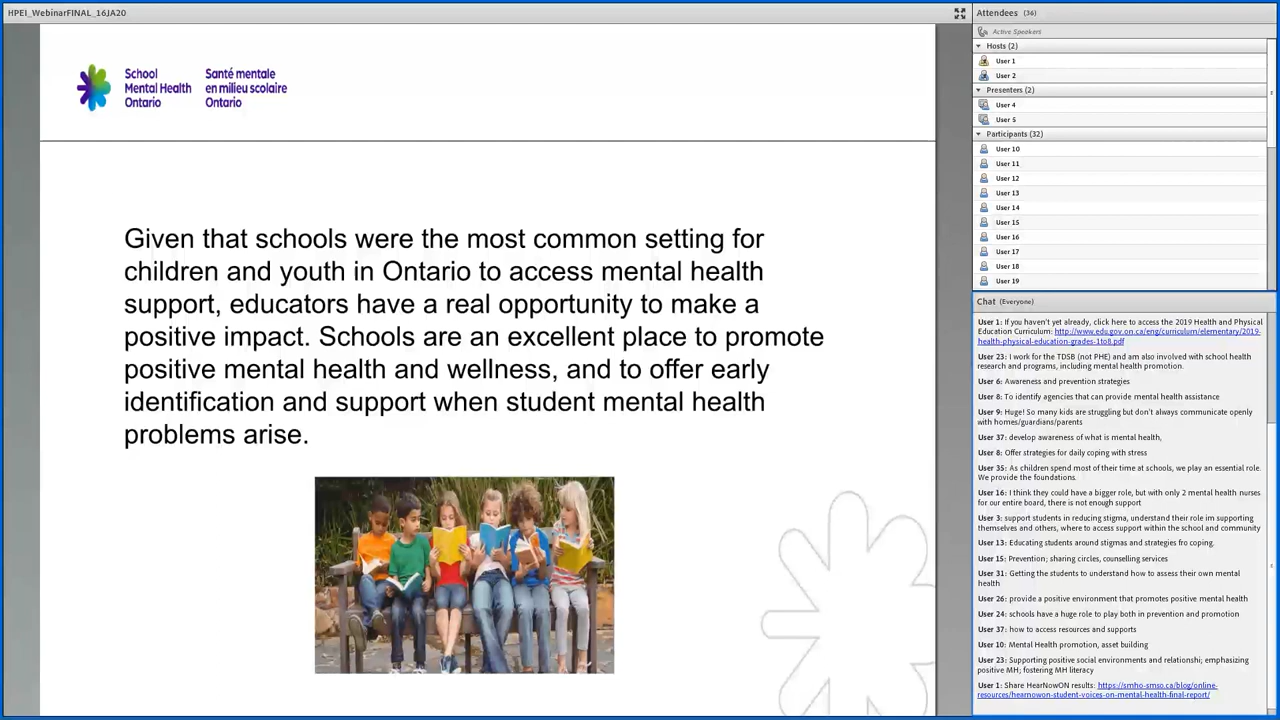 HPEI_WebinarFINAL_16JA20
School
Mental Health
Ontario
Santé mentale
en milieu scolaire
Ontario
Given that schools were the most common setting for
children and youth in Ontario to access mental health
support, educators have a real opportunity to make a
positive impact. Schools are an excellent place to promote
positive mental health and wellness, and to offer early
identification and support when student mental health
problems arise.
Attendees (36)
Active Speakers
Hosts (2)
User 1
User 2
Presenters (2)
User 4
User 5
Participants (32)
User 10
User 11
User 12
User 13
User 14
User 15
User 16
User 17
User 18
User 19
Chat (Everyone)
User 1: If you haven't yet already, click here to access the 2019 Health and Physical
Education Curriculum: http://www.edu.gov.on.ca/eng/curriculum/elementary/2019-
health-physical-education-grades-1to8.pdf
User 23: I work for the TDSB (not PHE) and am also involved with school health
research and programs, including mental health promotion.
User 6: Awareness and prevention strategies
User 8: To identify agencies that can provide mental health assistance
User 9: Huge! So many kids are struggling but don't always communicate openly
with homes/guardians/parents
User 37: develop awareness of what is mental health,
User 8: Offer strategies for daily coping with stress
User 35: As children spend most of their time at schools, we play an essential role.
We provide the foundations.
User 16: I think they could have a bigger role, but with only 2 mental health nurses
for our entire board, there is not enough support
User 3: support students in reducing stigma, understand their role im supporting
themselves and others, where to access support within the school and community
User 13: Educating students around stigmas and strategies fro coping.
User 15: Prevention; sharing circles, counselling services
User 31: Getting the students to understand how to assess their own mental
health
User 26: provide a positive environment that promotes positive mental health
User 24: schools have a huge role to play both in prevention and promotion
User 37: how to access resources and supports
User 10: Mental Health promotion, asset building
User 23: Supporting positive social environments and relationshi; emphasizing
positive MH; fostering MH literacy
User 1: Share HearNowON results: https://smho-smso.ca/blog/online-
resources/hearnowon-student-voices-on-mental-health-final-report/